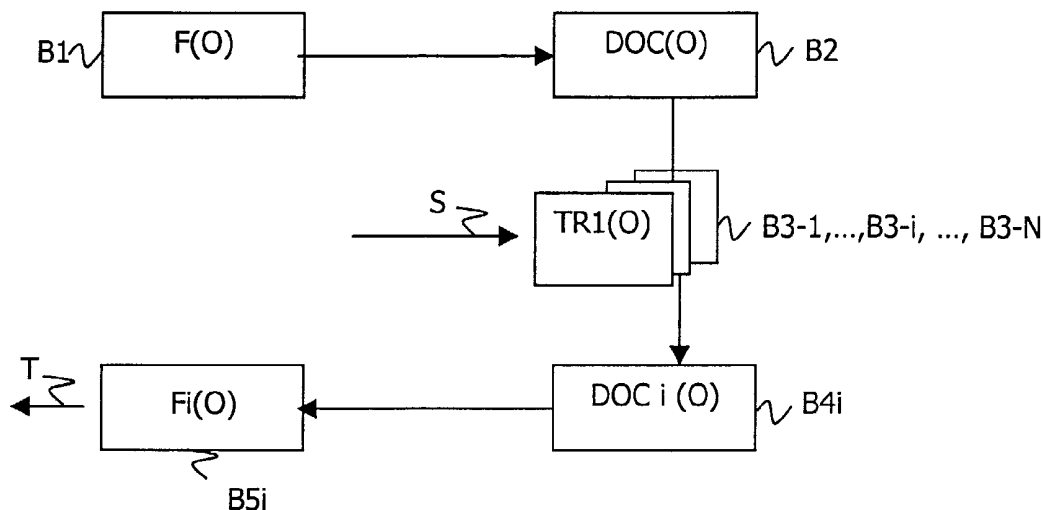 B1
F(O)
DOC(O)
B2
S
TR1(O)
B3-1,...,B3-i, ..., B3-N
T
Fi(O)
DOC i (O)
B4i
B5i